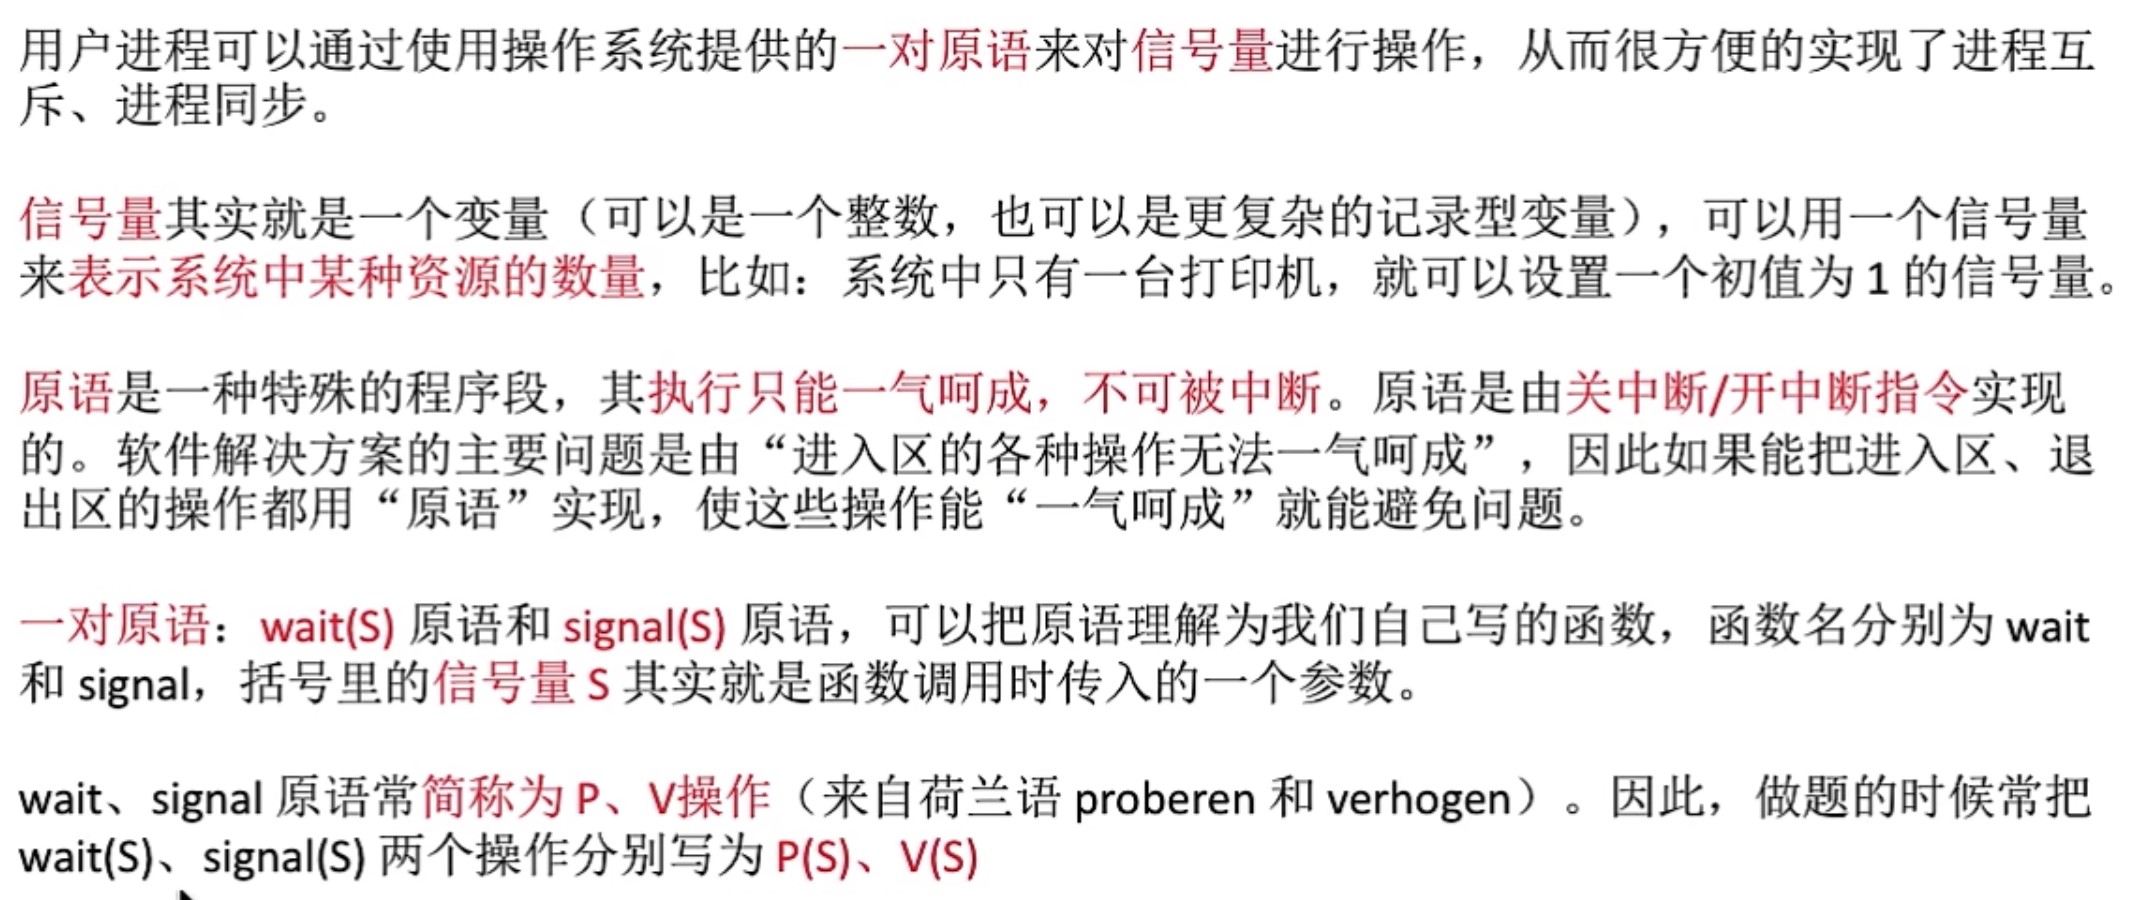 用户进程可以通过使用操作系统提供的一对原语来对信号量进行操作，从而很方便的实现了进程互
斥、进程同步。
信号量其实就是一个变量（可以是一个整数，也可以是更复杂的记录型变量），可以用一个信号量
来表示系统中某种资源的数量，比如：系统中只有一台打印机，就可以设置一个初值为 1 的信号量。
原语是一种特殊的程序段，其执行只能一气呵成，不可被中断。原语是由关中断/开中断指令实现
的。软件解决方案的主要问题是由“进入区的各种操作无法一气呵成”，因此如果能把进入区、退
出区的操作都用“原语”实现，使这些操作能“一气呵成”就能避免问题。
一对原语：wait(S) 原语和 signal(S) 原语，可以把原语理解为我们自己写的函数，函数名分别为 wait
和 signal，括号里的信号量 S 其实就是函数调用时传入的一个参数。
wait、signal 原语常简称为 P、V操作（来自荷兰语 proberen 和 verhogen）。因此，做题的时候常把
wait(S)、signal(S) 两个操作分别写为 P(S)、V(S)